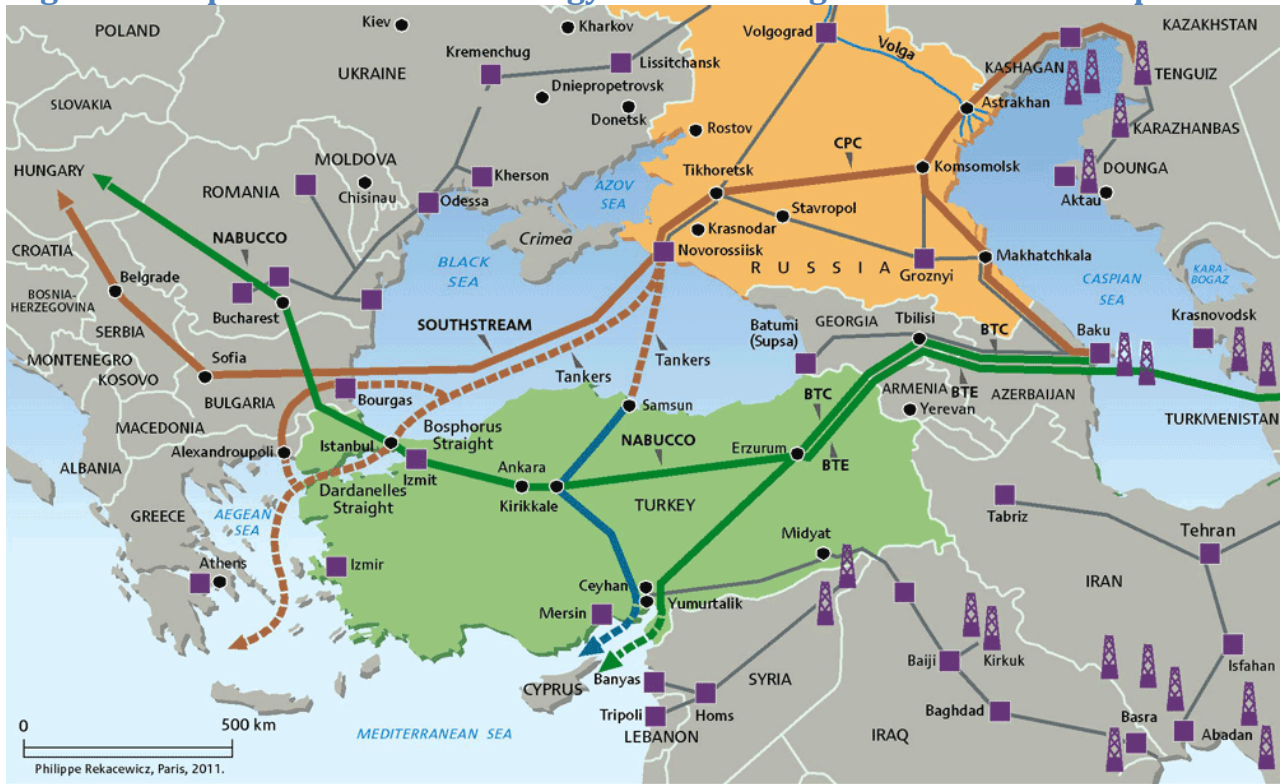 POLAND
Kiev
Kharkov
Volgograd
Volga
KAZAKHSTAN
Kremenchug
Lissitchansk
KASHAGAN
TENGUIZ
UKRAINE
SLOVAKIA
Dniepropetrovsk
Donetsk
Rostov
Astrakhan
KARAZHANBAS
CPC
HUNGARY
MOLDOVA
Chisinau
ROMANIA
Kherson
Odessa
AZOV
SEA
Tikhoretsk
Komsomolsk
DOUNGA
Aktau
Stavropol
Krasnodar
Crimea
Novorossiisk
CROATIA
NABUCCO
BLACK
SEA
RUSSIA
Groznyi
Makhatchkala
CASPIAN
SEA
KARA-
BOGAZ
Belgrade
BOSNIA-
HERZEGOVINA
Bucharest
SERBIA
SOUTHSTREAM
Batumi
(Supsa)
GEORGIA
Tbilisi
BTC
Baku
Krasnovodsk
MONTENEGRO
KOSOVO
Sofia
Tankers
Tankers
BULGARIA
Bourgas
ARMENIA
BTE
AZERBAIJAN
Yerevan
TURKMENISTAN
MACEDONIA
Samsun
BTC
Alexandroupoli
Istanbul
Bosphorus
Straight
NABUCCO
Erzurum
BTE
ALBANIA
Izmit
Ankara
Kirikkale
Dardanelles
Straight
TURKEY
GREECE
AEGEAN
SEA
Tabriz
Tehran
Midyat
Athens
Izmir
Ceyhan
Yumurtalik
IRAN
Mersin
Baiji
Kirkuk
Isfahan
CYPRUS
Banyas
SYRIA
Tripoli
Homs
Baghdad
Basra
Abadan
LEBANON
IRAQ
MEDITERRANEAN SEA
0
500 km
Philippe Rekacewicz, Paris, 2011.